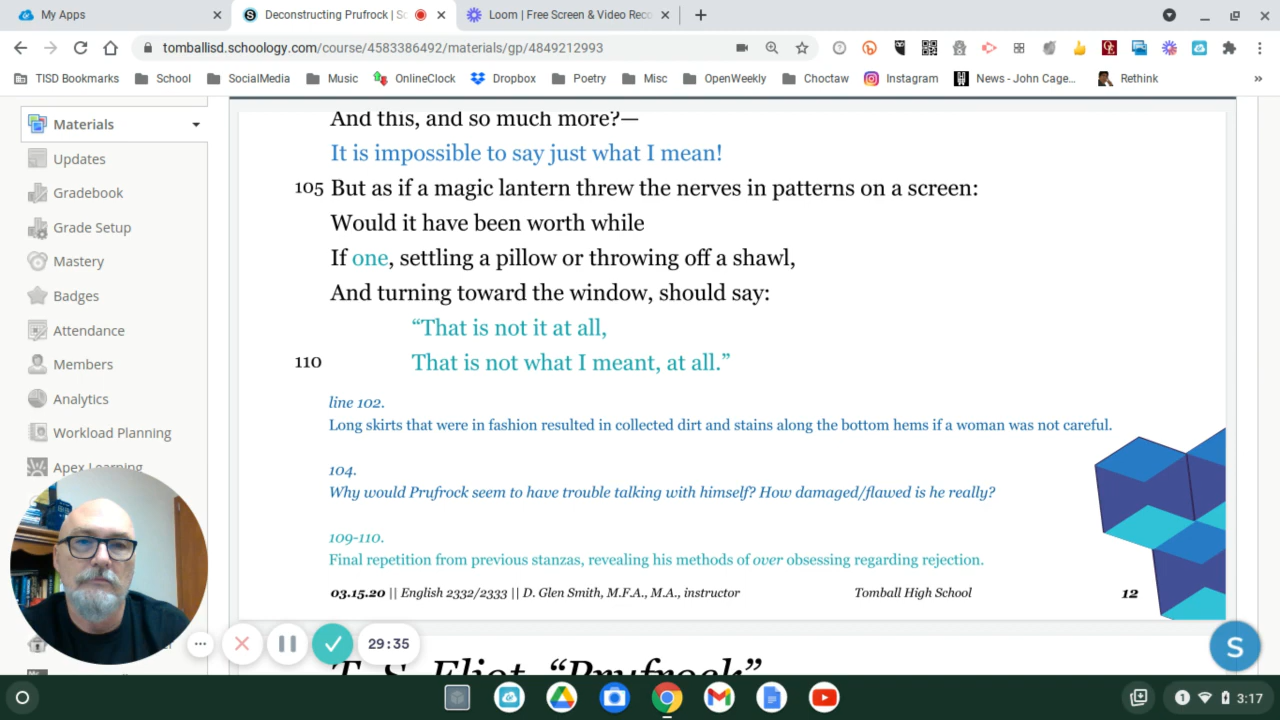 My Apps
Deconstructing Prufrock | Sc
Loom | Free Screen & Video Reco
tomballisd.schoology.com/course/4583386492/materials/gp/4849212993
TISD Bookmarks School SocialMedia Music OnlineClock Dropbox Poetry Misc OpenWeekly Choctaw Instagram News - John Cage... Rethink »
Materials
Updates
Gradebook
Grade Setup
Mastery
Badges
Attendance
Members
Analytics
Workload Planning
Apex Learning
And this, and so much more?—
It is impossible to say just what I mean!
105 But as if a magic lantern threw the nerves in patterns on a screen:
Would it have been worth while
If one, settling a pillow or throwing off a shawl,
And turning toward the window, should say:
“That is not it at all,
110 That is not what I meant, at all.”
line 102.
Long skirts that were in fashion resulted in collected dirt and stains along the bottom hems if a woman was not careful.
104.
Why would Prufrock seem to have trouble talking with himself? How damaged/flawed is he really?
109-110.
Final repetition from previous stanzas, revealing his methods of over obsessing regarding rejection.
03.15.20 || English 2332/2333 || D. Glen Smith, M.F.A., M.A., instructor Tomball High School 12
T. S. Eliot, “Prufrock”
29:35
S
1 3:17